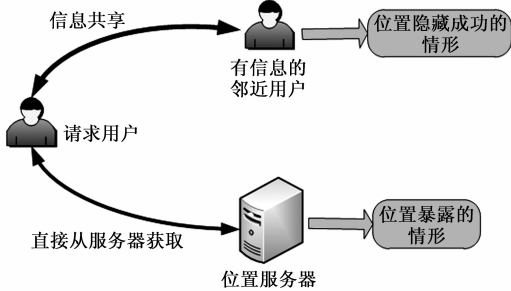 信息共享
有信息的
邻近用户
位置隐藏成功的
情形
请求用户
直接从服务器获取
位置服务器
位置暴露的
情形